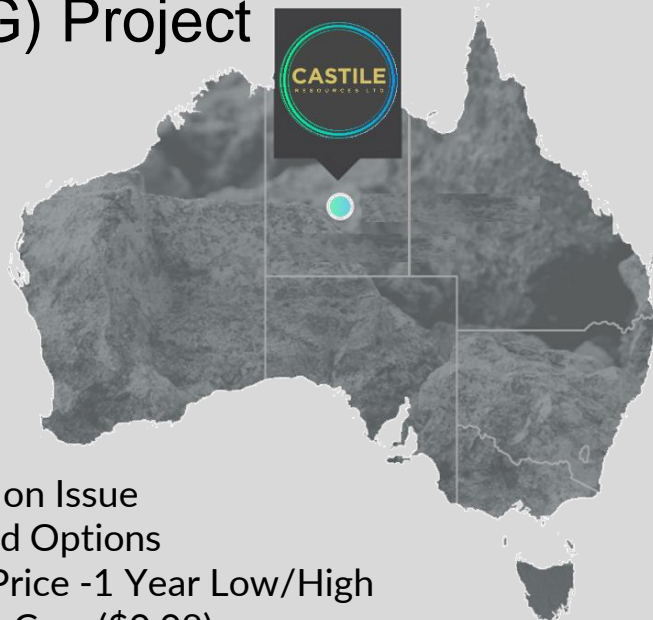 G) Project
CASTILE
RESOURCES LTD
on Issue
d Options
Price -1 Year Low/High